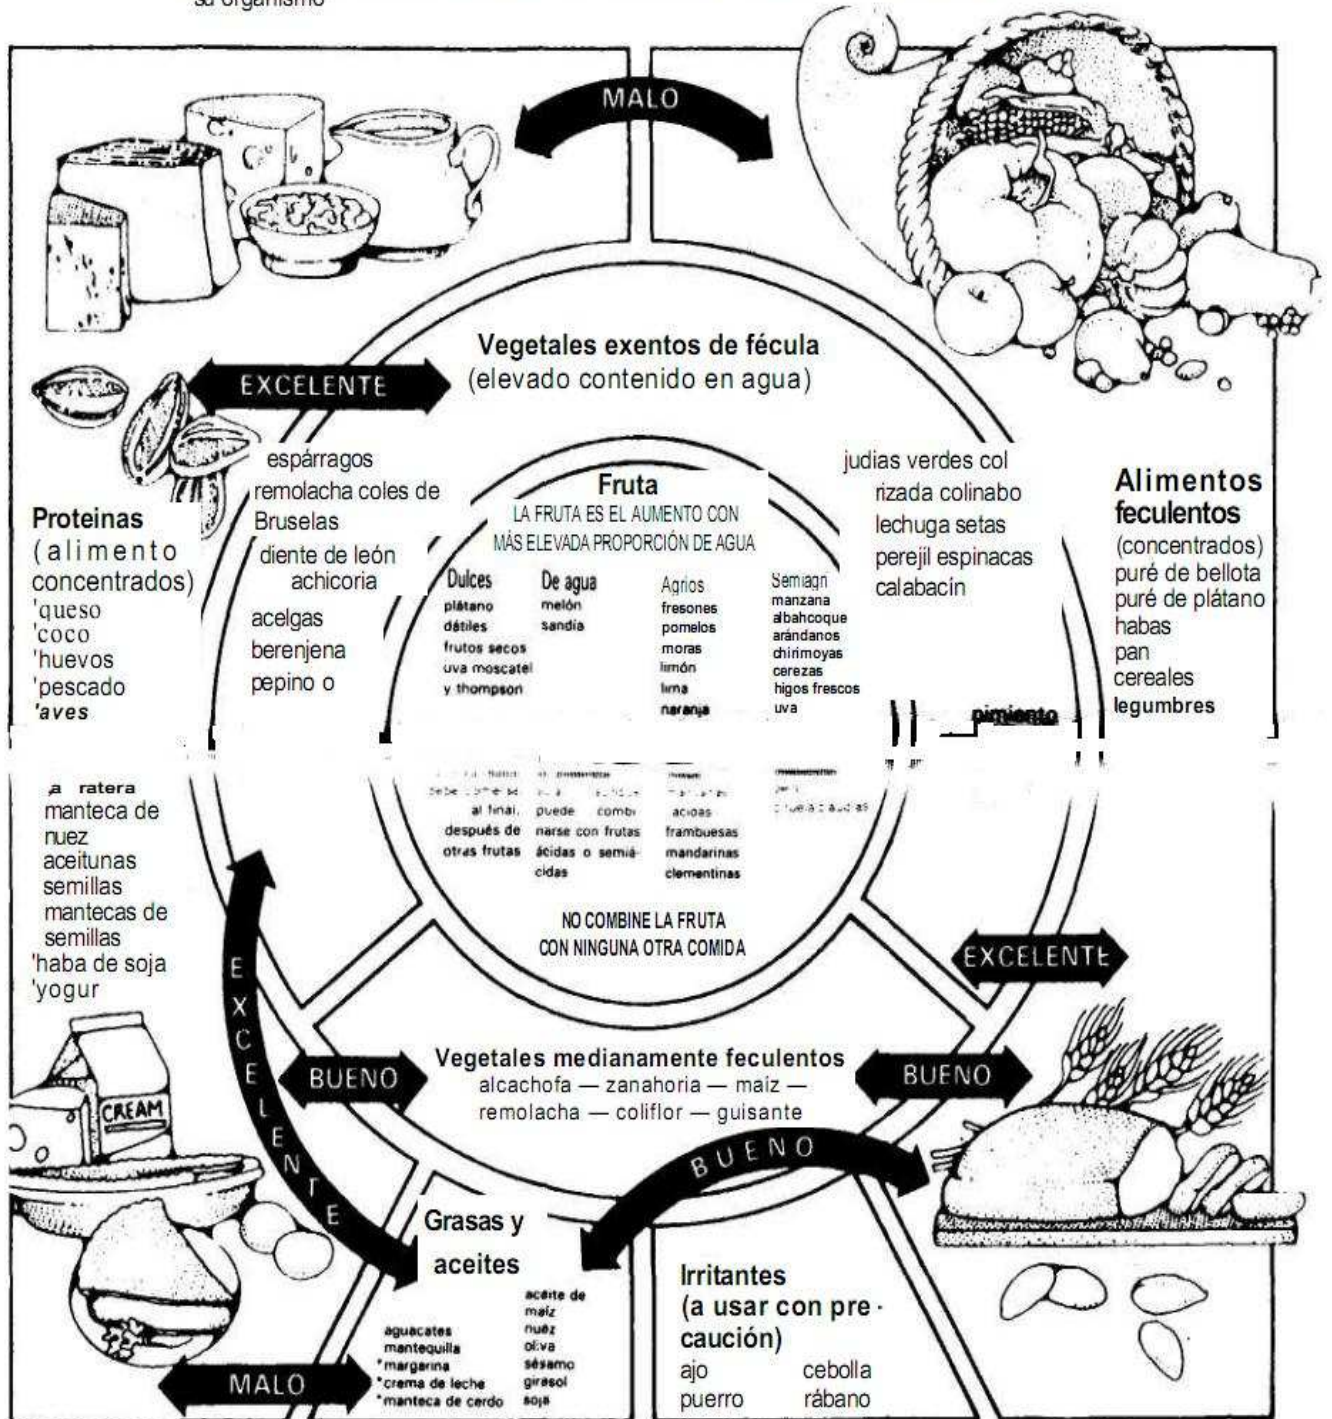 su organismo
MALO
Vegetales exentos de fécula
(elevado contenido en agua)
EXCELENTE
espárragos
remolacha coles de
Bruselas
diente de león
achicoria
acelgas
berenjena
pepino o
Fruta
LA FRUTA ES EL AUMENTO CON
MÁS ELEVADA PROPORCIÓN DE AGUA
Dulces
plátano
dátiles
frutos secos
uva moscatel
y thompson
De agua
melón
sandía
Agrios
fresones
pomelos
moras
limón
lima
naranja
Semiagri
manzana
albahcoque
arándanos
chirimoyas
cerezas
higos frescos
uva
judias verdes col
rizada colinabo
lechuga setas
perejil espinacas
calabacín
pimiento
Proteinas
(alimento
concentrados)
'queso
'coco
'huevos
'pescado
'aves
Alimentos
feculentos
(concentrados)
puré de bellota
puré de plátano
habas
pan
cereales
legumbres
a ratera
manteca de
nuez
aceitunas
semillas
mantecas de
semillas
'haba de soja
'yogur
al final,
después de
otras frutas
puede combi
narse con frutas
ácidas o semiá-
cidas
acidas
frambuesas
mandarinas
clementinas
NO COMBINE LA FRUTA
CON NINGUNA OTRA COMIDA
EXCELENTE
EXCELENTE
BUENO
Vegetales medianamente feculentos
alcachofa — zanahoria — maíz —
remolacha — coliflor — guisante
BUENO
BUENO
CREAM
Grasas y
aceites
aguacates
mantequilla
*margarina
*crema de leche
*manteca de cerdo
aceite de
maíz
nuez
oliva
sésamo
girasol
soja
MALO
Irritantes
(a usar con pre-
caución)
ajo cebolla
puerro rábano